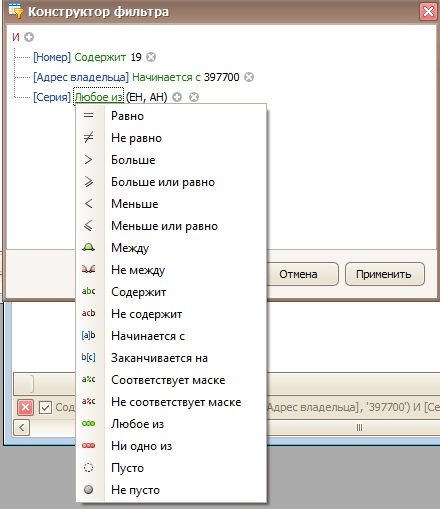 Конструктор фильтра
И
[Номер] Содержит 19
[Адрес владельца] Начинается с 397700
[Серия] Любое из (ЕН, АН)
Равно
Не равно
Больше
Больше или равно
Меньше
Меньше или равно
Между
Не между
abc Содержит
acb Не содержит
[a]b Начинается с
b[c] Заканчивается на
a%c Соответствует маске
a%c Не соответствует маске
Любое из
Ни одно из
Пусто
Не пусто
Отмена Применить
Сод Адрес владельца], '397700') И [Се